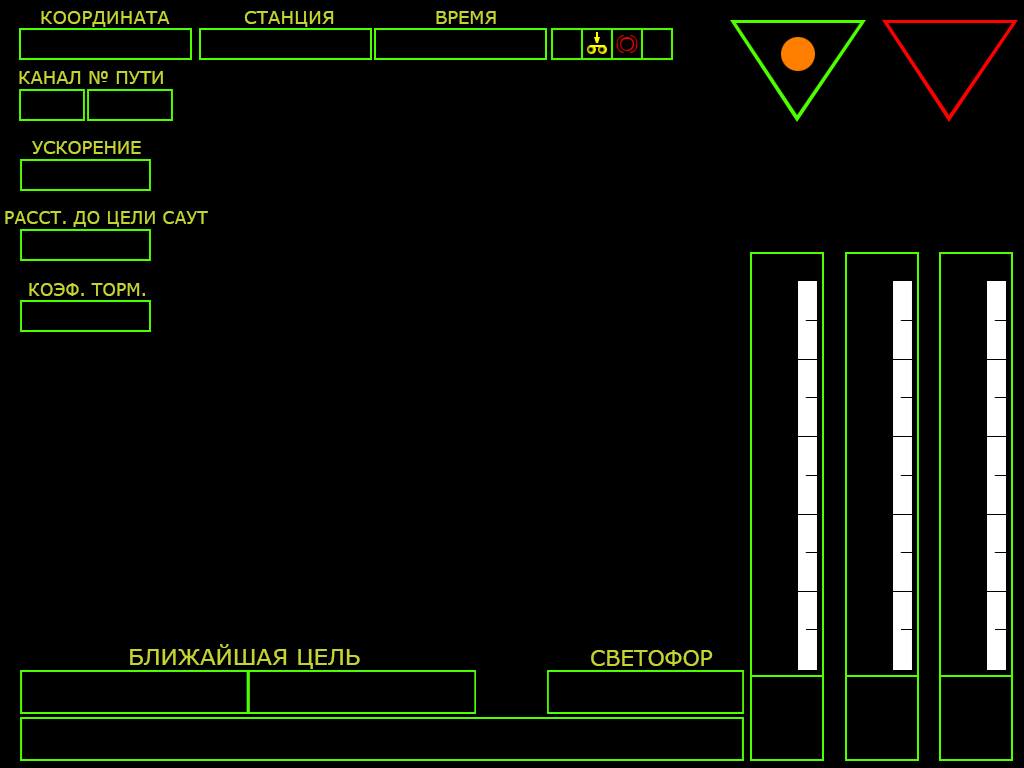 КООРДИНАТА СТАНЦИЯ ВРЕМЯ
КАНАЛ № ПУТИ
УСКОРЕНИЕ
РАССТ. ДО ЦЕЛИ САУТ
КОЭФ. ТОРМ.
БЛИЖАЙШАЯ ЦЕЛЬ СВЕТОФОР